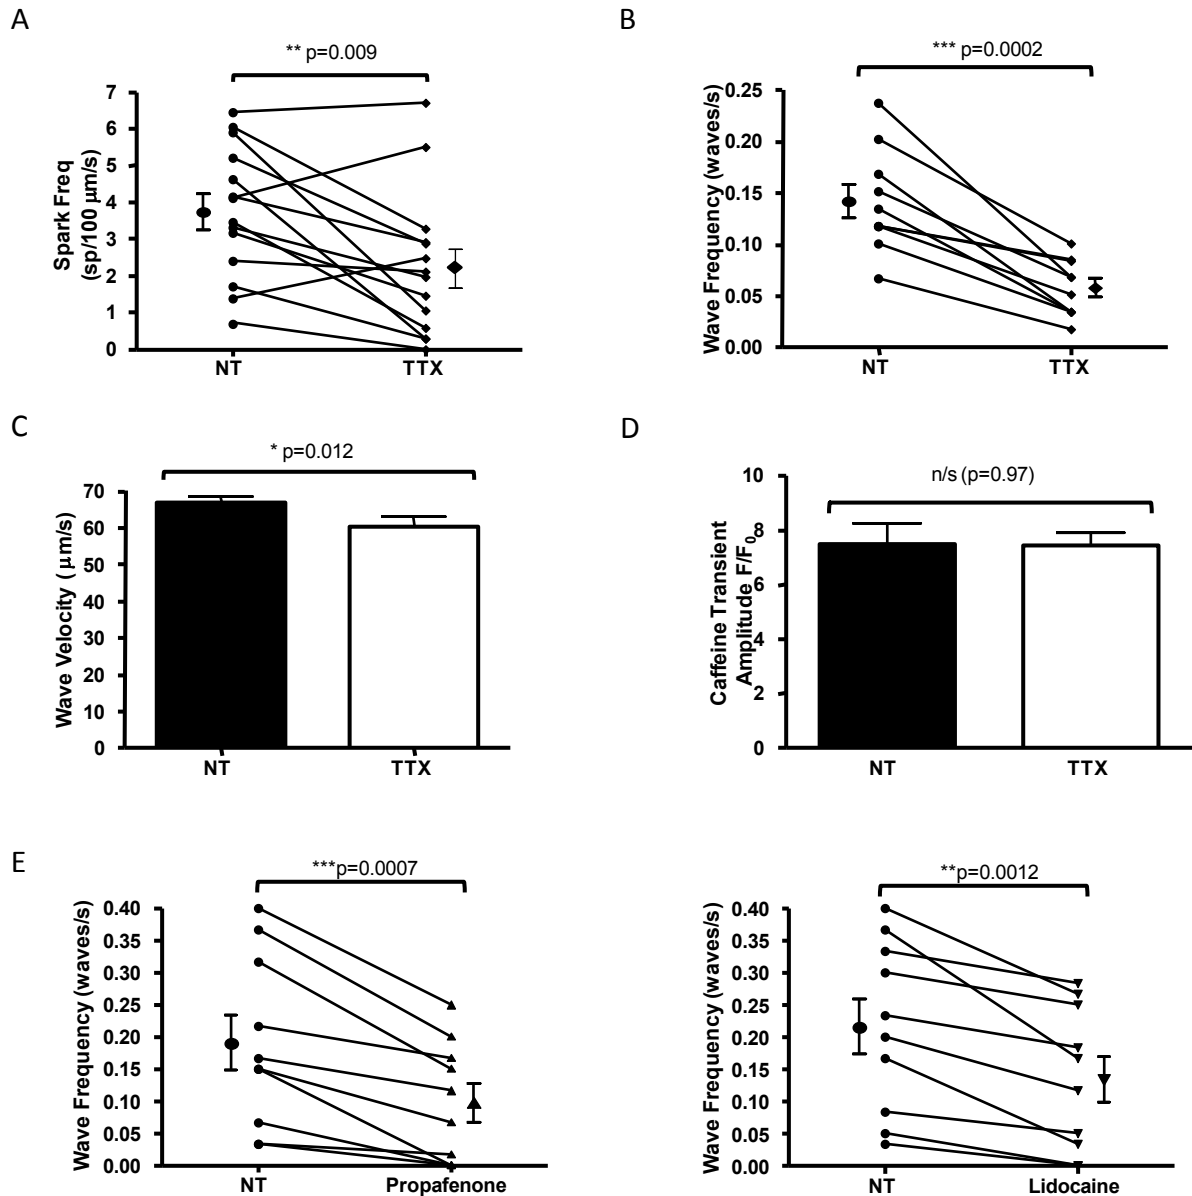 A
** p=0.009
Spark Freq
(sp/100 μm/s)
7
6
5
4
3
2
1
0
NT
TTX
B
*** p=0.0002
Wave Frequency (waves/s)
0.25
0.20
0.15
0.10
0.05
0.00
NT
TTX
C
* p=0.012
Wave Velocity ( μm/s)
70
60
50
40
30
20
10
0
NT
TTX
D
n/s (p=0.97)
Caffeine Transient
Amplitude F/F₀
10
8
6
4
2
0
NT
TTX
E
***p=0.0007
Wave Frequency (waves/s)
0.40
0.35
0.30
0.25
0.20
0.15
0.10
0.05
0.00
NT
Propafenone
**p=0.0012
Wave Frequency (waves/s)
0.40
0.35
0.30
0.25
0.20
0.15
0.10
0.05
0.00
NT
Lidocaine